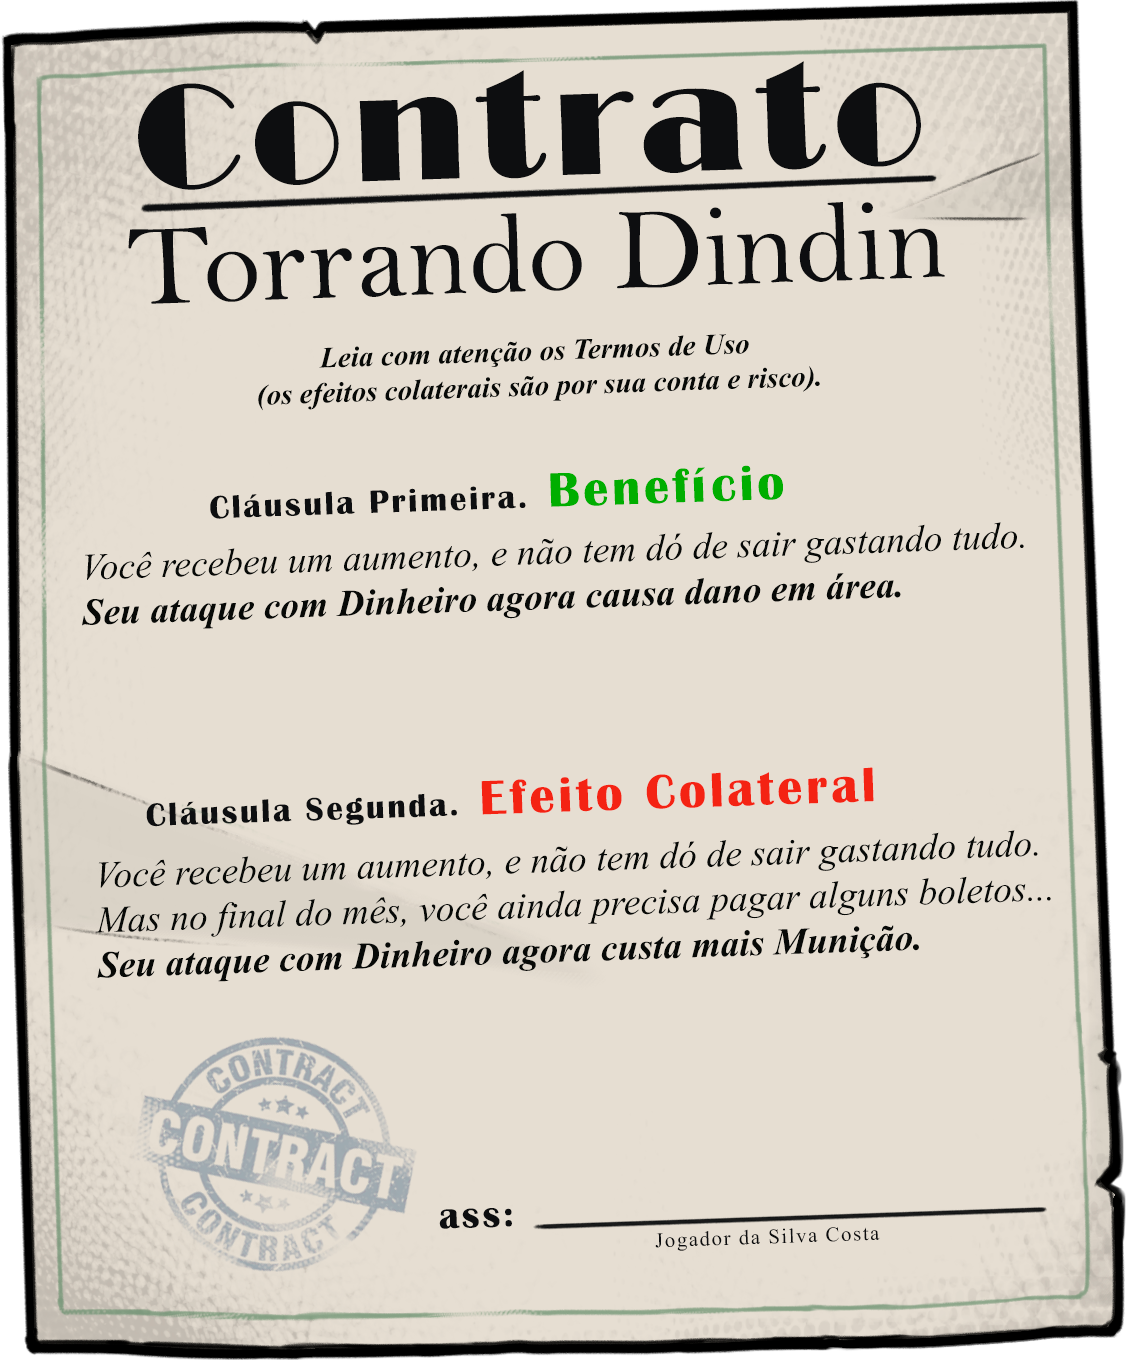 Contrato
Torrando Dindin
Leia com atenção os Termos de Uso
(os efeitos colaterais são por sua conta e risco).
Cláusula Primeira. Benefício
Você recebeu um aumento, e não tem dó de sair gastando tudo.
Seu ataque com Dinheiro agora causa dano em área.
Cláusula Segunda. Efeito Colateral
Você recebeu um aumento, e não tem dó de sair gastando tudo.
Mas no final do mês, você ainda precisa pagar alguns boletos...
Seu ataque com Dinheiro agora custa mais Munição.
CONTRACT
CONTRACT
CONTRACT
ass:
Jogador da Silva Costa